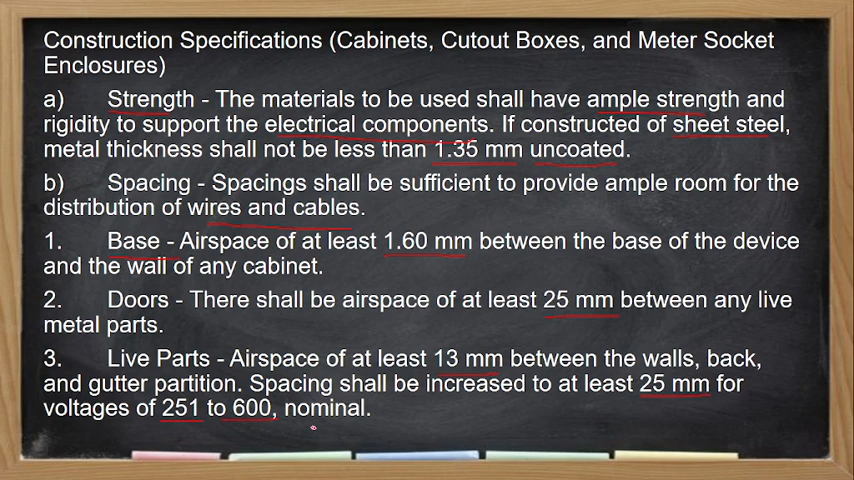 Construction Specifications (Cabinets, Cutout Boxes, and Meter Socket
Enclosures)
a) Strength - The materials to be used shall have ample strength and
rigidity to support the electrical components. If constructed of sheet steel,
metal thickness shall not be less than 1.35 mm uncoated.
b) Spacing - Spacings shall be sufficient to provide ample room for the
distribution of wires and cables.
1. Base - Airspace of at least 1.60 mm between the base of the device
and the wall of any cabinet.
2. Doors - There shall be airspace of at least 25 mm between any live
metal parts.
3. Live Parts - Airspace of at least 13 mm between the walls, back,
and gutter partition. Spacing shall be increased to at least 25 mm for
voltages of 251 to 600, nominal.